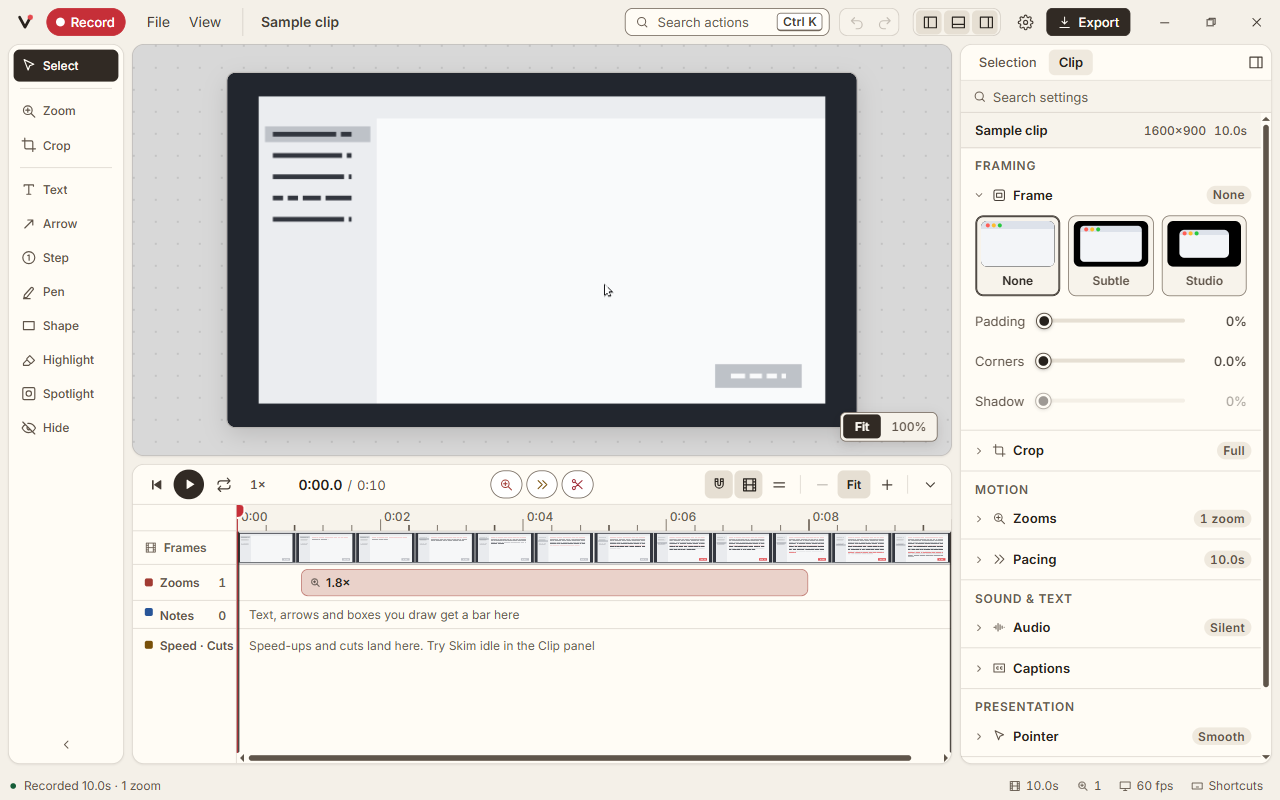 Record
File
View
Sample clip
Search actions
Ctrl K
Export
Select
Zoom
Crop
Text
Arrow
Step
Pen
Shape
Highlight
Spotlight
Hide
Fit
100%
Selection
Clip
Search settings
Sample clip
1600×900 10.0s
FRAMING
Frame
None
None
Subtle
Studio
Padding
0%
Corners
0.0%
Shadow
0%
Crop
Full
MOTION
Zooms
1 zoom
Pacing
10.0s
SOUND & TEXT
Audio
Silent
Captions
PRESENTATION
Pointer
Smooth
1×
0:00.0 / 0:10
Fit
0:00
0:02
0:04
0:06
0:08
Frames
Zooms 1
1.8×
Notes 0
Text, arrows and boxes you draw get a bar here
Speed · Cuts
Speed-ups and cuts land here. Try Skim idle in the Clip panel
Recorded 10.0s · 1 zoom
10.0s
1
60 fps
Shortcuts